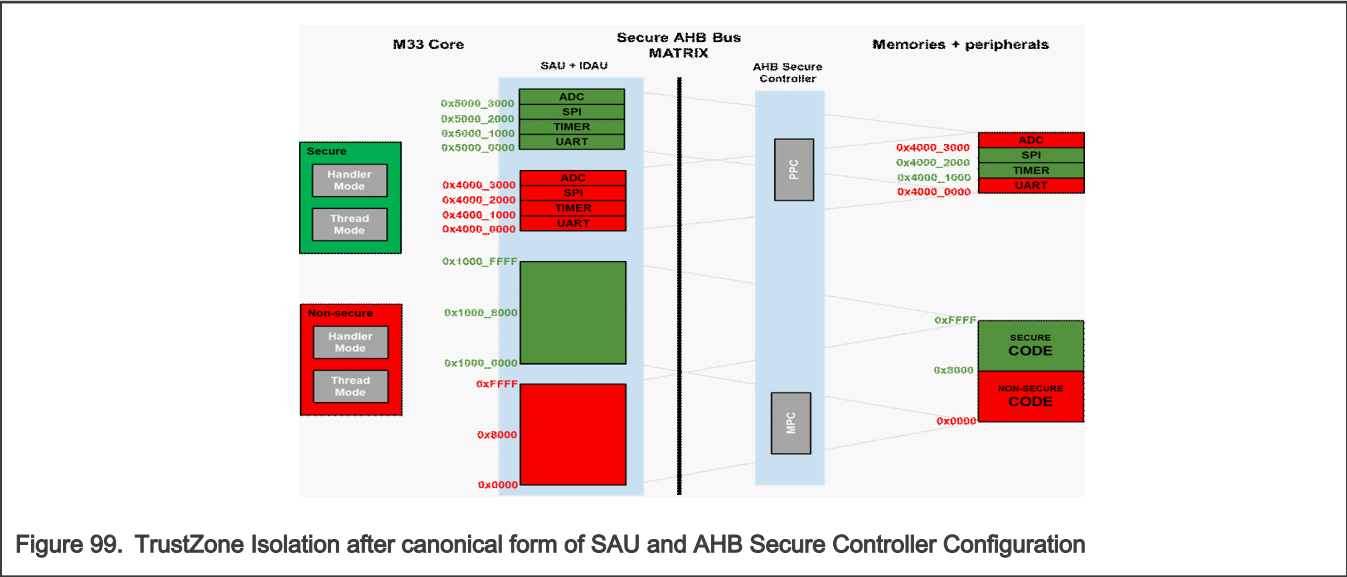 M33 Core
Secure AHB Bus
MATRIX
Memories + peripherals
SAU + IDAU
AHB Secure
Controller
0x5000_3000
0x5000_2000
0x5000_1000
0x5000_0000
ADC
SPI
TIMER
UART
Secure
Handler
Mode
Thread
Mode
0x4000_3000
0x4000_2000
0x4000_1000
0x4000_0000
ADC
SPI
TIMER
UART
PPC
ADC
SPI
TIMER
UART
0x4000_3000
0x4000_2000
0x4000_1000
0x4000_0000
0x1000_FFFF
0x1000_8000
0x1000_0000
Non-secure
Handler
Mode
Thread
Mode
0xFFFF
0x8000
0x0000
MPC
0xFFFF
0x8000
0x0000
SECURE
CODE
NON-SECURE
CODE
Figure 99. TrustZone Isolation after canonical form of SAU and AHB Secure Controller Configuration